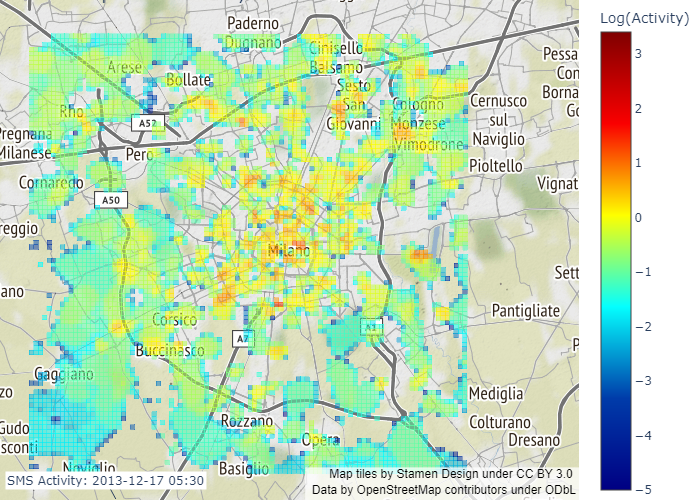 Log(Activity)
3
2
1
0
−1
−2
−3
−4
−5
Paderno
Dugnano
Cinisello
Balsamo
Arese
Bollate
Sesto
San
Giovanni
Cologno
Monzese
Vimodrone
Cernusco
sul
Naviglio
Pioltello
Pessa
Con
Borna
Go
Rho
A52
Pregnana
Milanese
Pero
Cornaredo
A50
Vignat
reggio
Milano
Sett
ano
Pantigliate
Corsico
A7
A1
Buccinasco
P
Gaggiano
zo
Mediglia
Rozzano
Colturano
Gudo
Dresano
sconti
Opera
Noviglio
Basiglio
SMS Activity: 2013-12-17 05:30
Map tiles by Stamen Design under CC BY 3.0
Data by OpenStreetMap contributors under ODbL